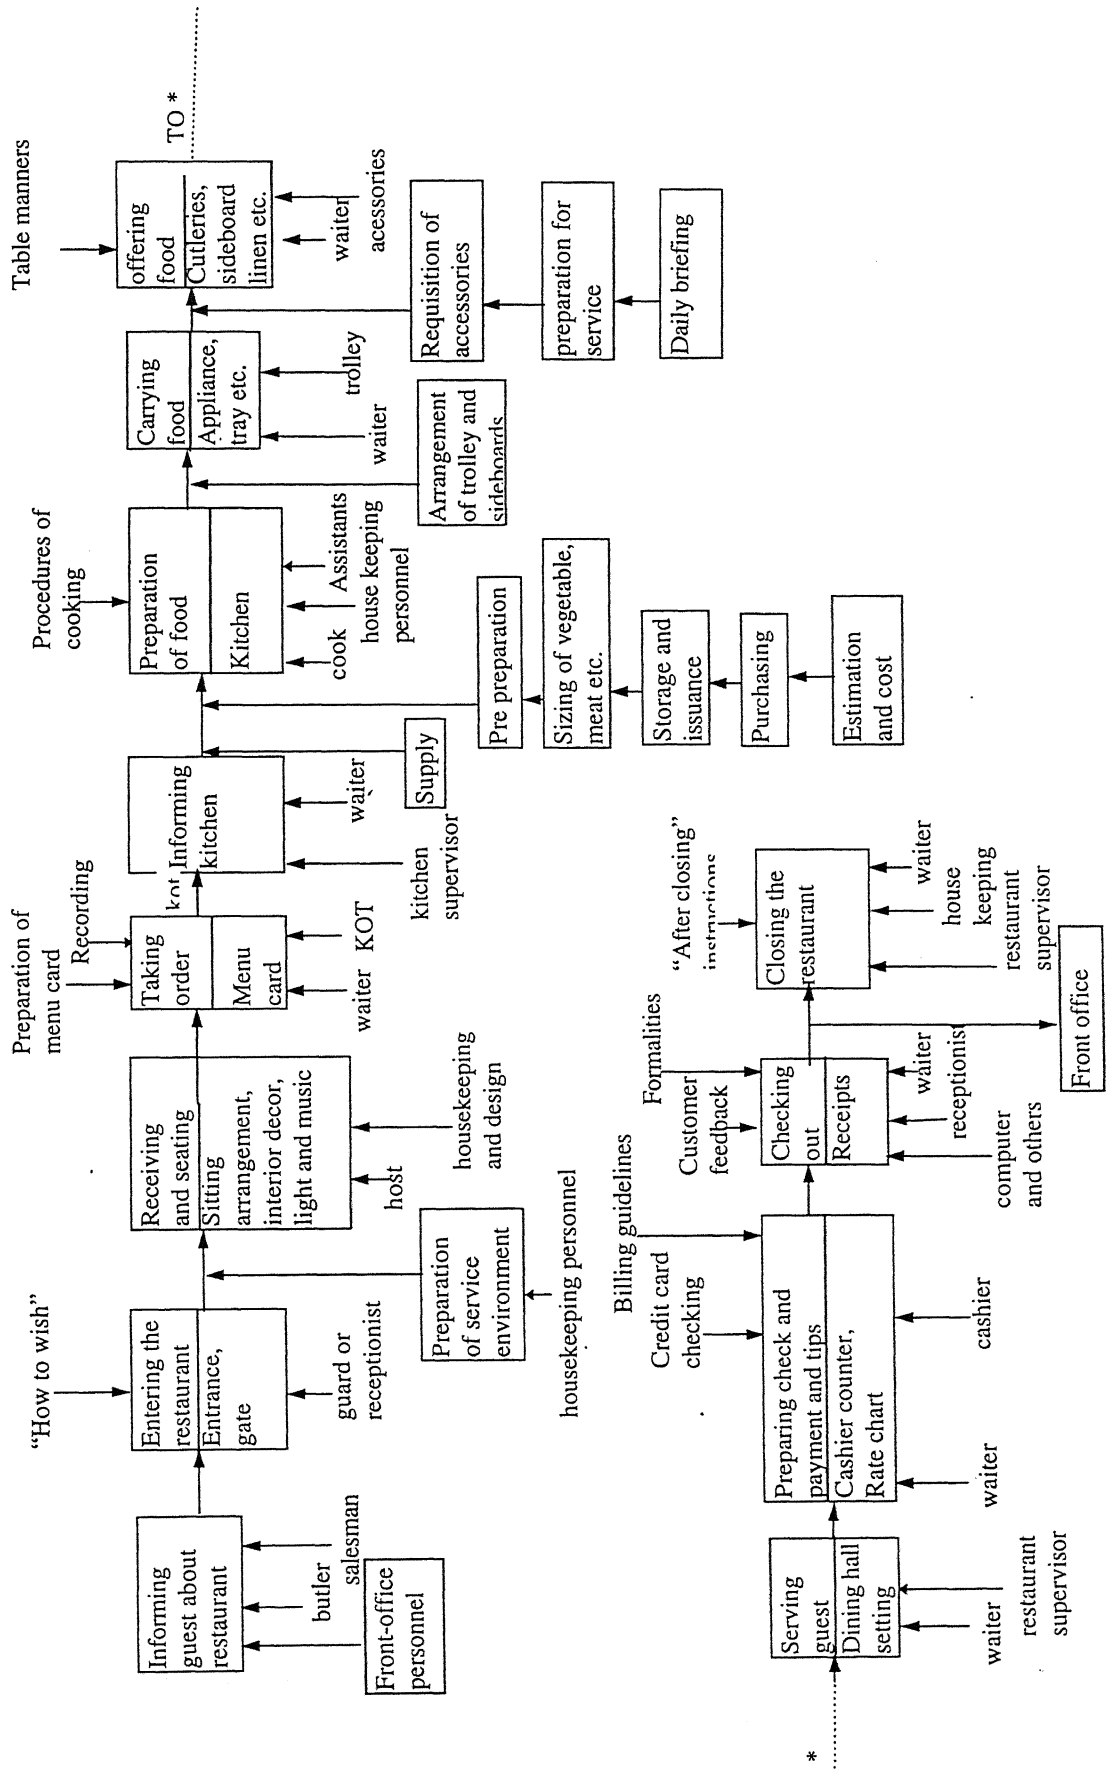 "How to wish"
Preparation of
menu card
Recording
Procedures of
cooking
Table manners
Informing
guest about
restaurant
Entering the
restaurant
Entrance,
gate
Receiving
and seating
Sitting
arrangement,
interior decor,
light and music
Taking
order
Menu
card
kot
Informing
kitchen
Preparation
of food
Kitchen
Carrying
food
Appliance,
tray etc.
offering
food
Cutleries,
sideboard
linen etc.
TO *
butler
salesman
Front-office
personnel
guard or
receptionist
Preparation
of service
environment
housekeeping personnel
host
housekeeping
and design
waiter
KOT
kitchen
supervisor
waiter
Supply
cook
Assistants
house keeping
personnel
Pre preparation
Sizing of vegetable,
meat etc.
Storage and
issuance
Purchasing
Estimation
and cost
waiter
trolley
Arrangement
of trolley and
sideboards
waiter
acessories
Requisition of
accessories
preparation for
service
Daily briefing
*
Serving
guest
Dining hall
setting
waiter
restaurant
supervisor
Billing guidelines
Credit card
checking
Preparing check and
payment and tips
Cashier counter,
Rate chart
waiter
cashier
Formalities
Customer
feedback
Checking
out
Receipts
waiter
receptionist
computer
and others
"After closing"
instructions
Closing the
restaurant
waiter
house
keeping
restaurant
supervisor
Front office